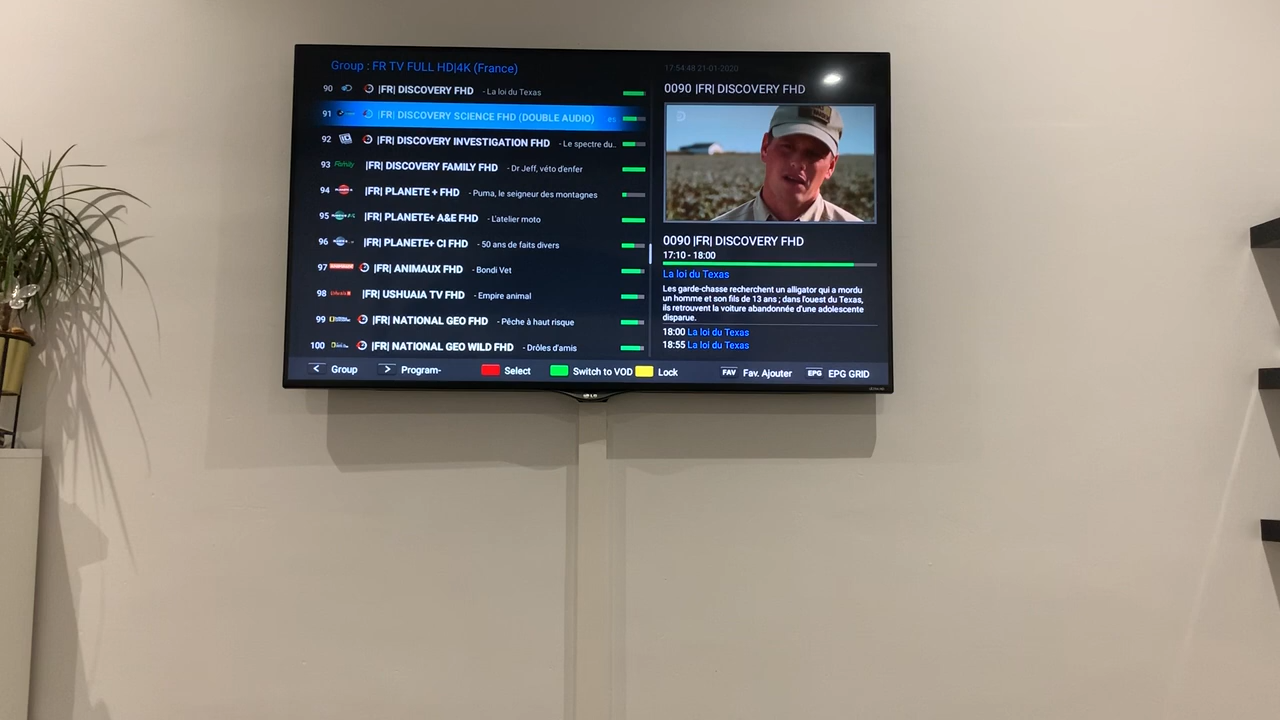 Group : FR TV FULL HD|4K (France)
17:54:48 21-01-2020
90 |FR| DISCOVERY FHD - La loi du Texas
91 |FR| DISCOVERY SCIENCE FHD (DOUBLE AUDIO) es
92 |FR| DISCOVERY INVESTIGATION FHD - Le spectre du..
93 Family |FR| DISCOVERY FAMILY FHD - Dr Jeff, véto d'enfer
94 |FR| PLANETE + FHD - Puma, le seigneur des montagnes
95 |FR| PLANETE+ A&E FHD - L'atelier moto
96 |FR| PLANETE+ CI FHD - 50 ans de faits divers
97 |FR| ANIMAUX FHD - Bondi Vet
98 |FR| USHUAIA TV FHD - Empire animal
99 |FR| NATIONAL GEO FHD - Pêche à haut risque
100 |FR| NATIONAL GEO WILD FHD - Drôles d'amis
0090 |FR| DISCOVERY FHD
0090 |FR| DISCOVERY FHD
17:10 - 18:00
La loi du Texas
Les garde-chasse recherchent un alligator qui a mordu
un homme et son fils de 13 ans ; dans l'ouest du Texas,
ils retrouvent la voiture abandonnée d'une adolescente
disparue.
18:00 La loi du Texas
18:55 La loi du Texas
< Group > Program- Select Switch to VOD Lock FAV Fav. Ajouter EPG EPG GRID
LG